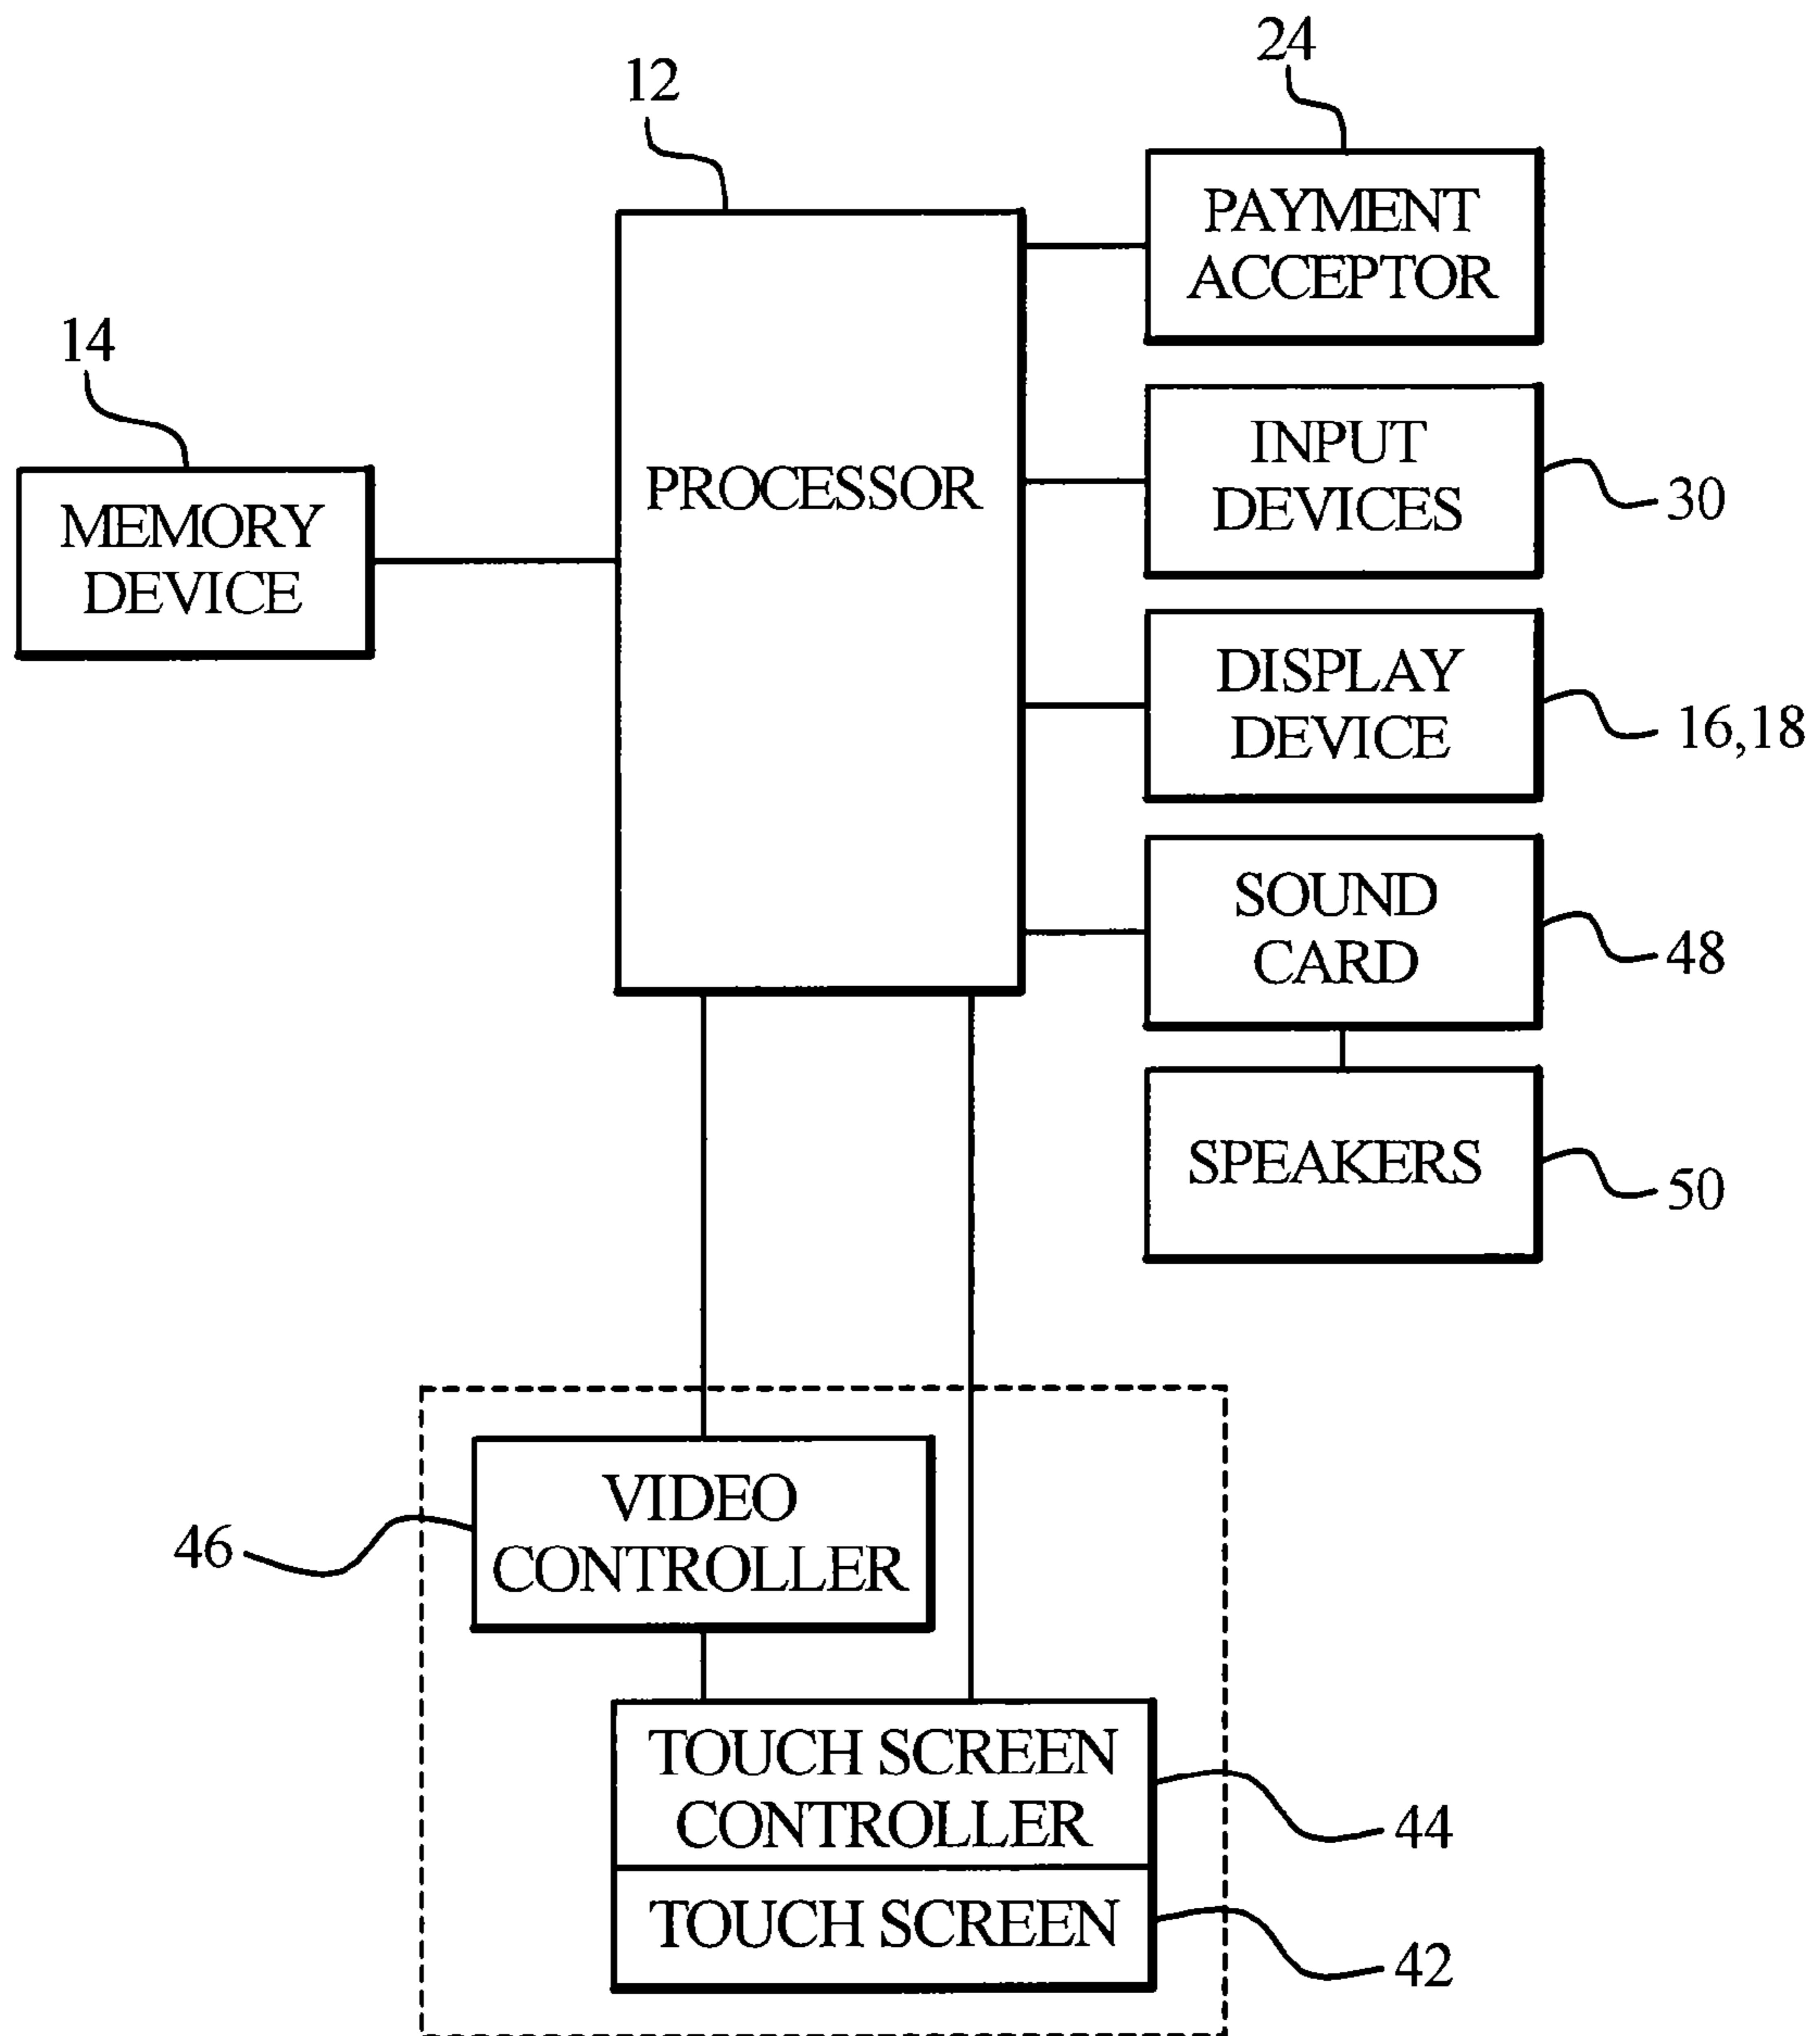 24
12
PAYMENT
ACCEPTOR
14
INPUT
DEVICES
30
PROCESSOR
MEMORY
DEVICE
DISPLAY
DEVICE
16,18
SOUND
CARD
48
SPEAKERS
50
VIDEO
CONTROLLER
46
TOUCH SCREEN
CONTROLLER
44
TOUCH SCREEN
42